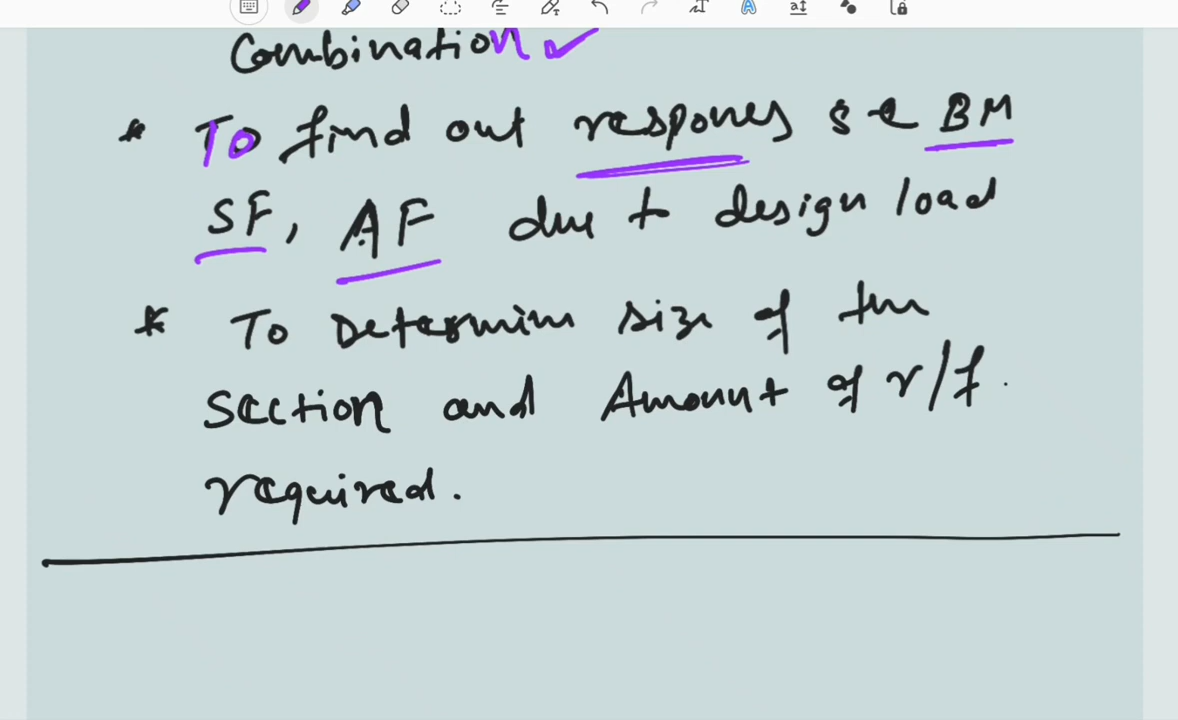 Combination
* To find out respones s e BM
SF, AF due t design load
* To Determine size of the
section and Amount of r/f.
required.